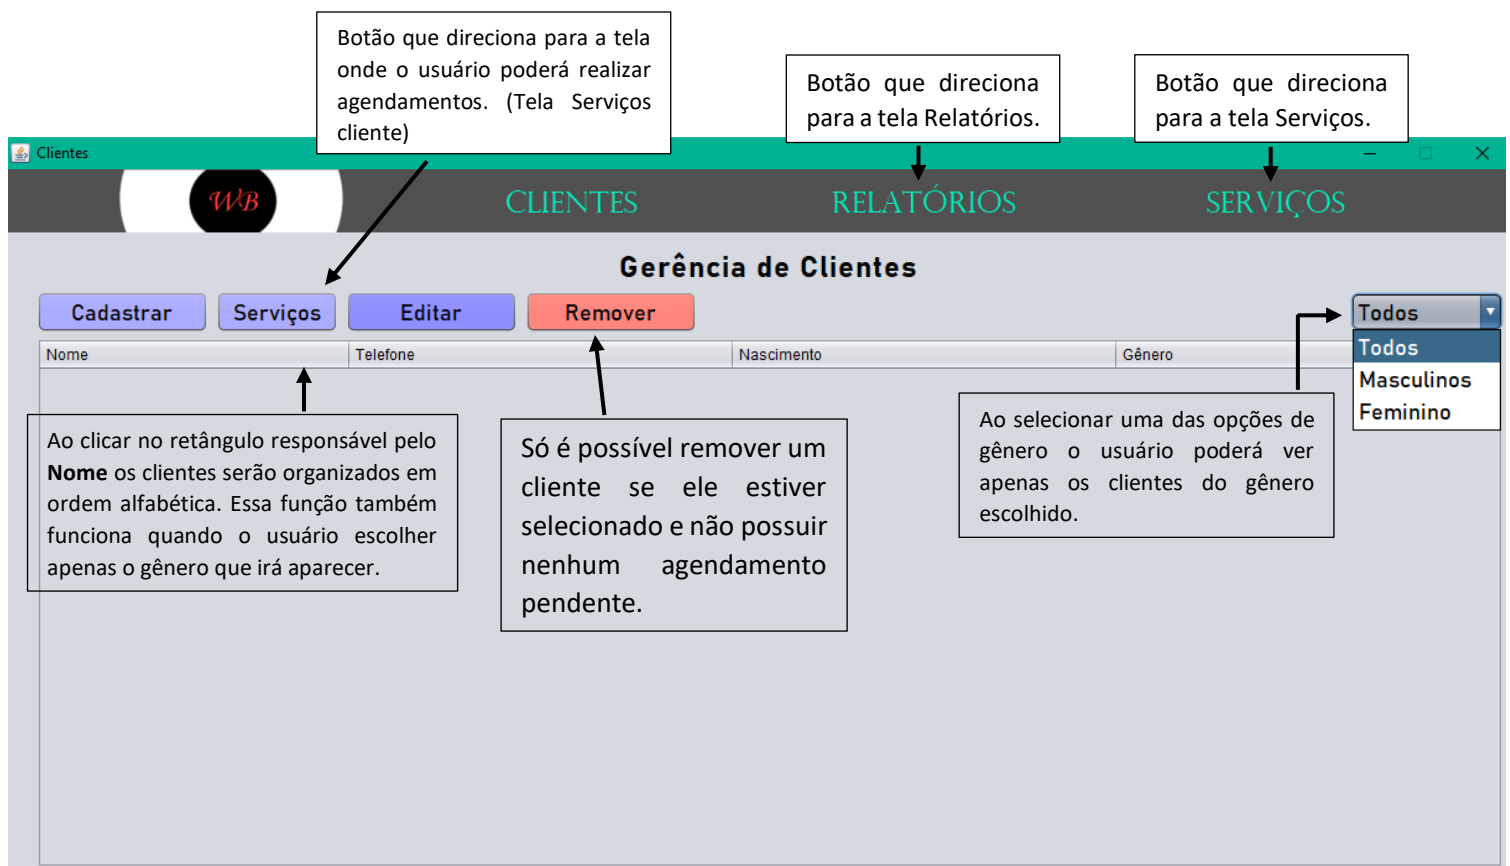 Botão que direciona para a tela
onde o usuário poderá realizar
agendamentos. (Tela Serviços
cliente)
Botão que direciona
para a tela Relatórios.
Botão que direciona
para a tela Serviços.
Clientes
WB
CLIENTES
RELATÓRIOS
SERVIÇOS
Gerência de Clientes
Cadastrar
Serviços
Editar
Remover
Todos
Nome
Telefone
Nascimento
Gênero
Todos
Masculinos
Feminino
Ao clicar no retângulo responsável pelo
Nome os clientes serão organizados em
ordem alfabética. Essa função também
funciona quando o usuário escolher
apenas o gênero que irá aparecer.
Só é possível remover um
cliente se ele estiver
selecionado e não possuir
nenhum agendamento
pendente.
Ao selecionar uma das opções de
gênero o usuário poderá ver
apenas os clientes do gênero
escolhido.